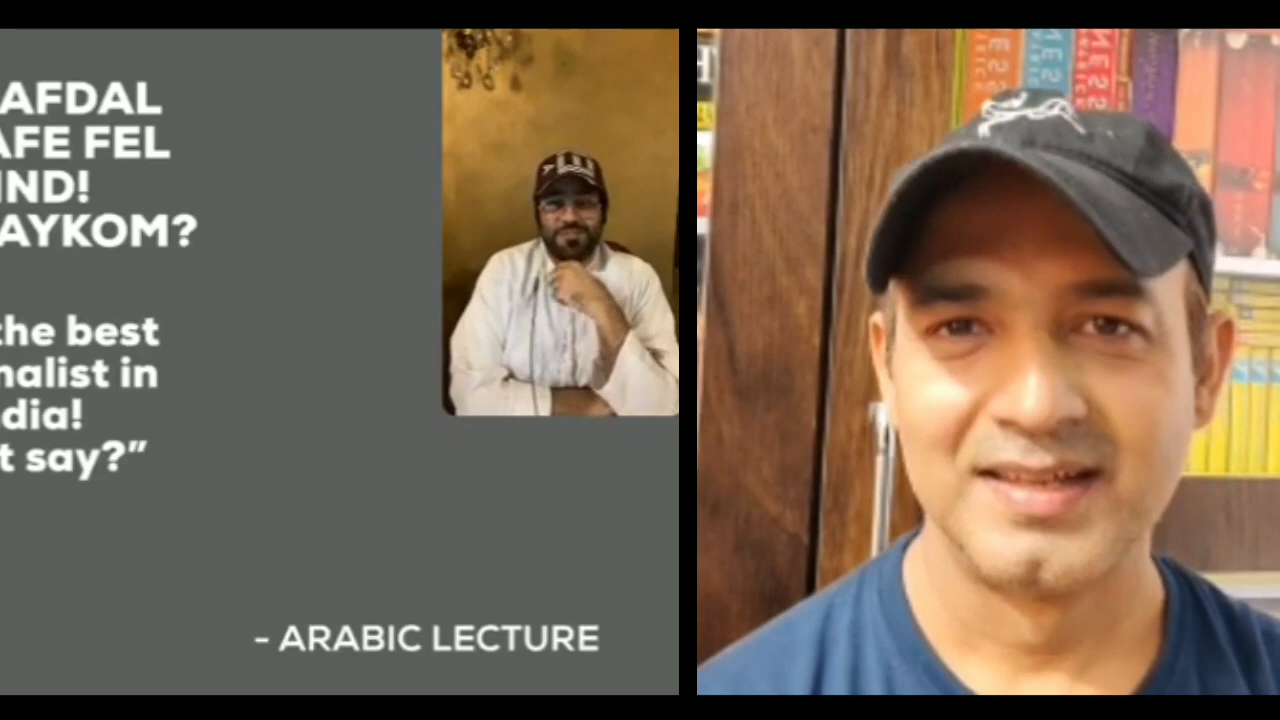 AFDAL
AFE FEL
IND!
AYKOM?
the best
nalist in
dia!
t say?”
- ARABIC LECTURE